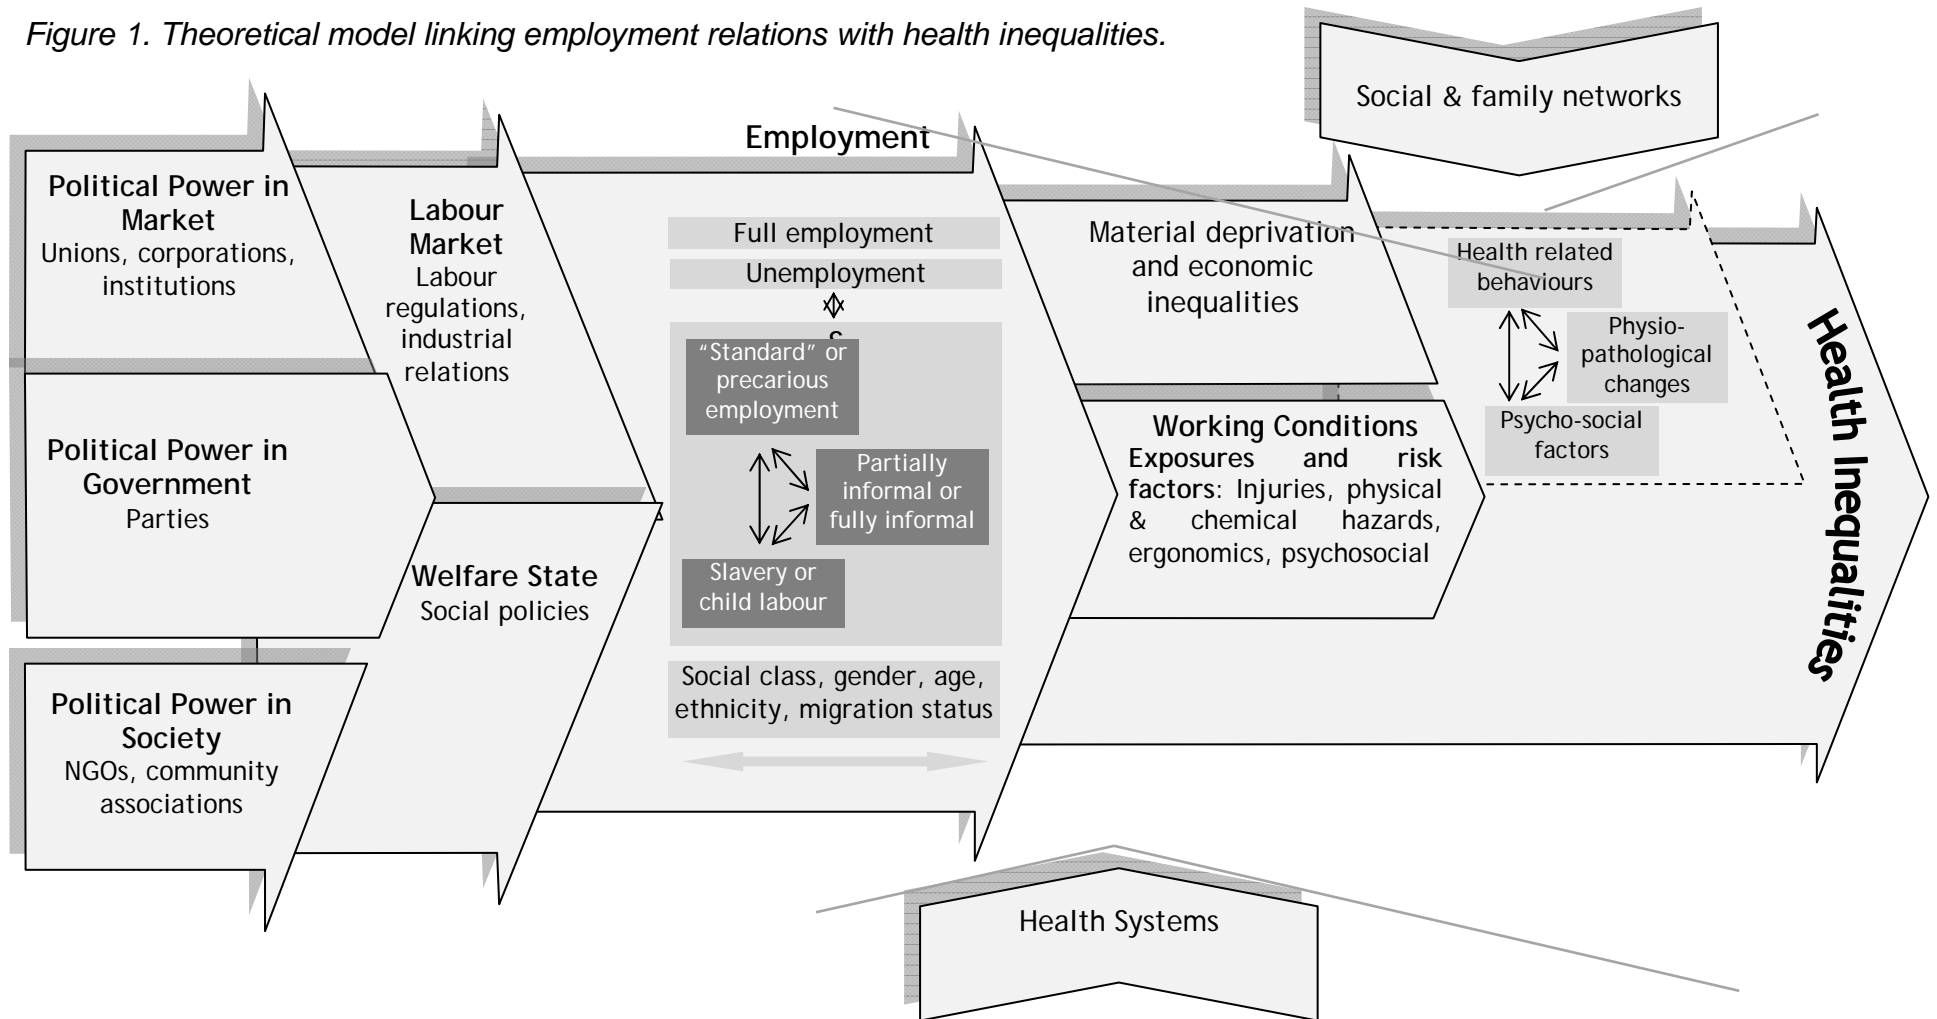 Figure 1. Theoretical model linking employment relations with health inequalities.
Social & family networks
Political Power in
Market
Unions, corporations,
institutions
Political Power in
Government
Parties
Political Power in
Society
NGOs, community
associations
Labour
Market
Labour
regulations,
industrial
relations
Welfare State
Social policies
Employment
Full employment
Unemployment
“Standard” or
precarious
employment
Partially
informal or
fully informal
Slavery or
child labour
Social class, gender, age,
ethnicity, migration status
Material deprivation
and economic
inequalities
Working Conditions
Exposures and risk
factors: Injuries, physical
& chemical hazards,
ergonomics, psychosocial
Health related
behaviours
Physio-
pathological
changes
Psycho-social
factors
Health Inequalities
Health Systems